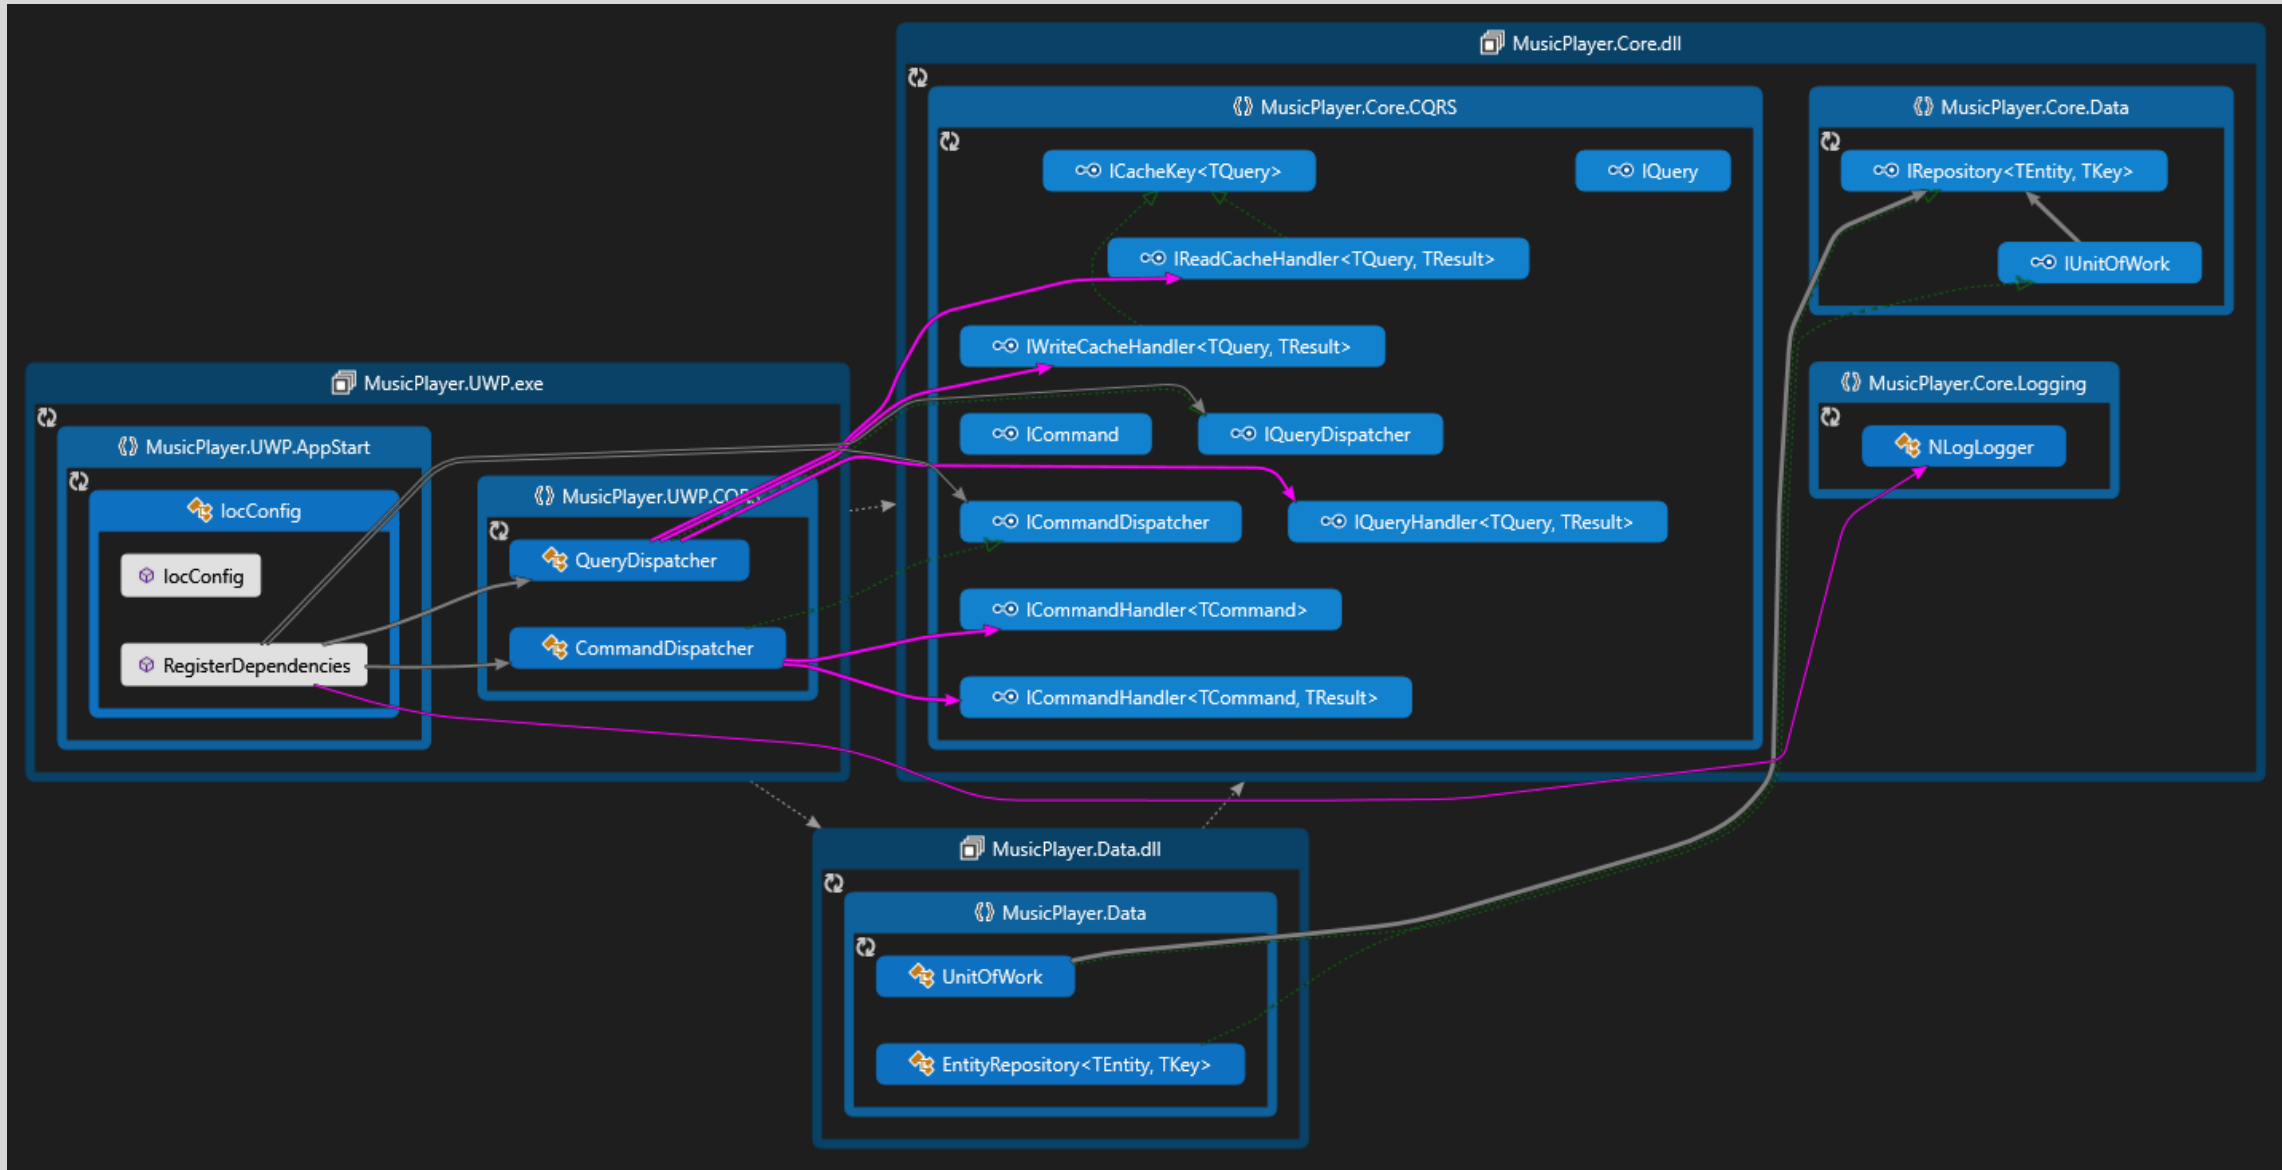 MusicPlayer.Core.dll
MusicPlayer.Core.CQRS
MusicPlayer.Core.Data
ICacheKey<TQuery>
IQuery
IRepository<TEntity, TKey>
IReadCacheHandler<TQuery, TResult>
IUnitOfWork
IWriteCacheHandler<TQuery, TResult>
MusicPlayer.UWP.exe
MusicPlayer.Core.Logging
ICommand
IQueryDispatcher
NLogLogger
MusicPlayer.UWP.AppStart
MusicPlayer.UWP.CQRS
IocConfig
ICommandDispatcher
IQueryHandler<TQuery, TResult>
QueryDispatcher
IocConfig
ICommandHandler<TCommand>
CommandDispatcher
RegisterDependencies
ICommandHandler<TCommand, TResult>
MusicPlayer.Data.dll
MusicPlayer.Data
UnitOfWork
EntityRepository<TEntity, TKey>